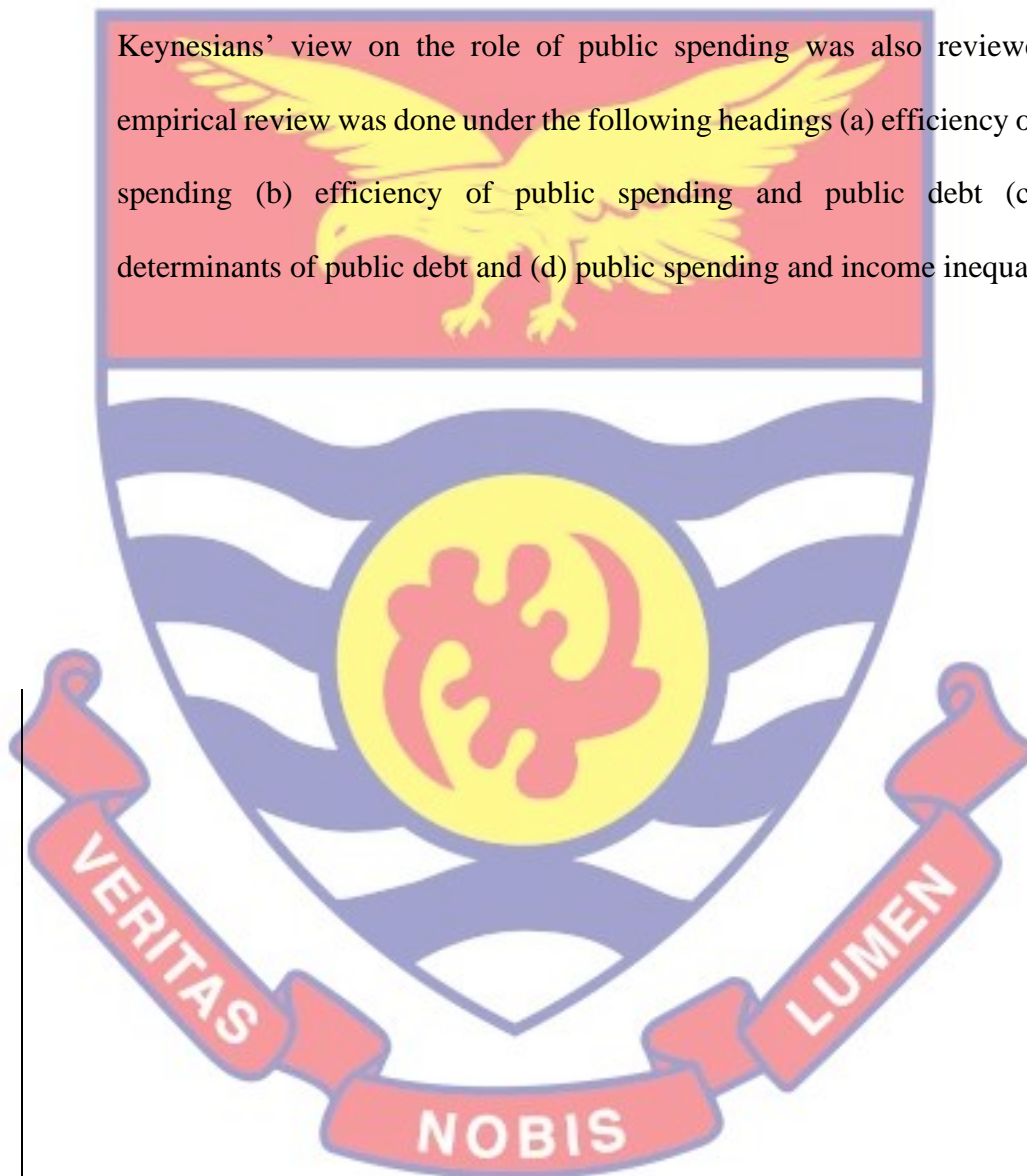 Keynesians’ view on the role of public spending was also reviewe
empirical review was done under the following headings (a) efficiency o
spending (b) efficiency of public spending and public debt (c
determinants of public debt and (d) public spending and income inequa
VERITAS
NOBIS
LUMEN